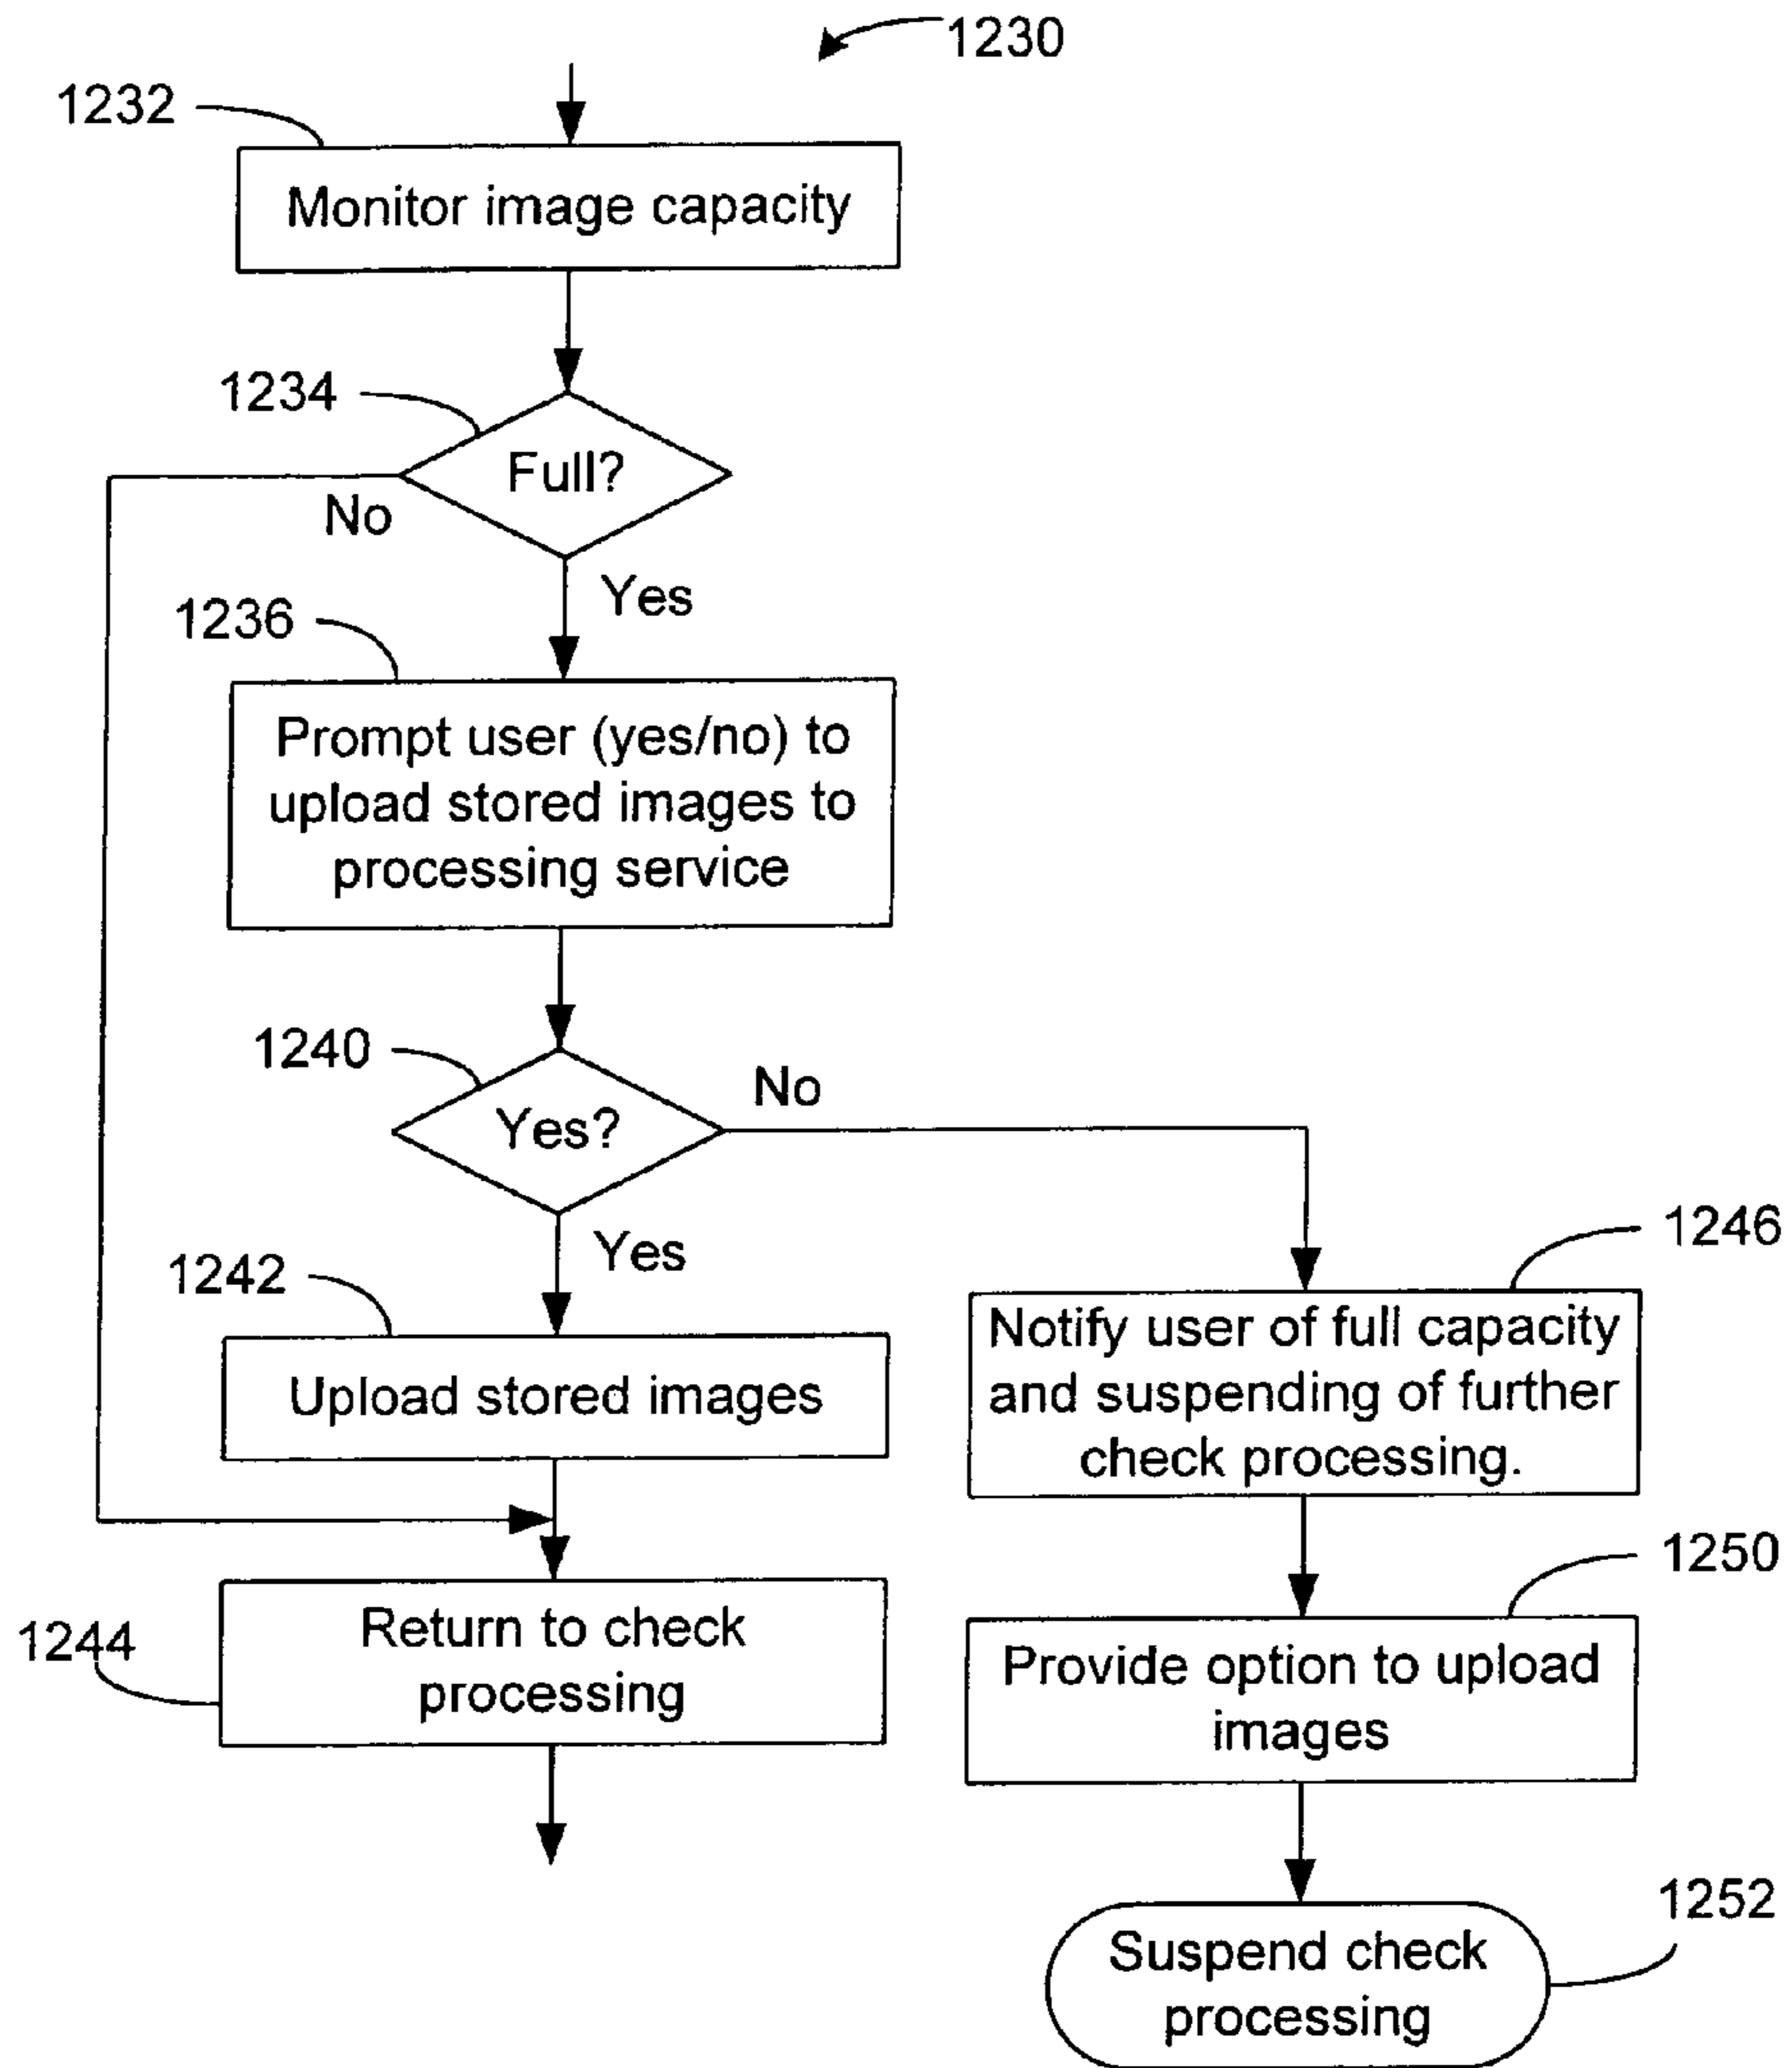 1230
1232
Monitor image capacity
1234
Full?
No
Yes
1236
Prompt user (yes/no) to
upload stored images to
processing service
1240
Yes?
No
Yes
1242
Upload stored images
1246
Notify user of full capacity
and suspending of further
check processing.
1244
Return to check
processing
1250
Provide option to upload
images
1252
Suspend check
processing